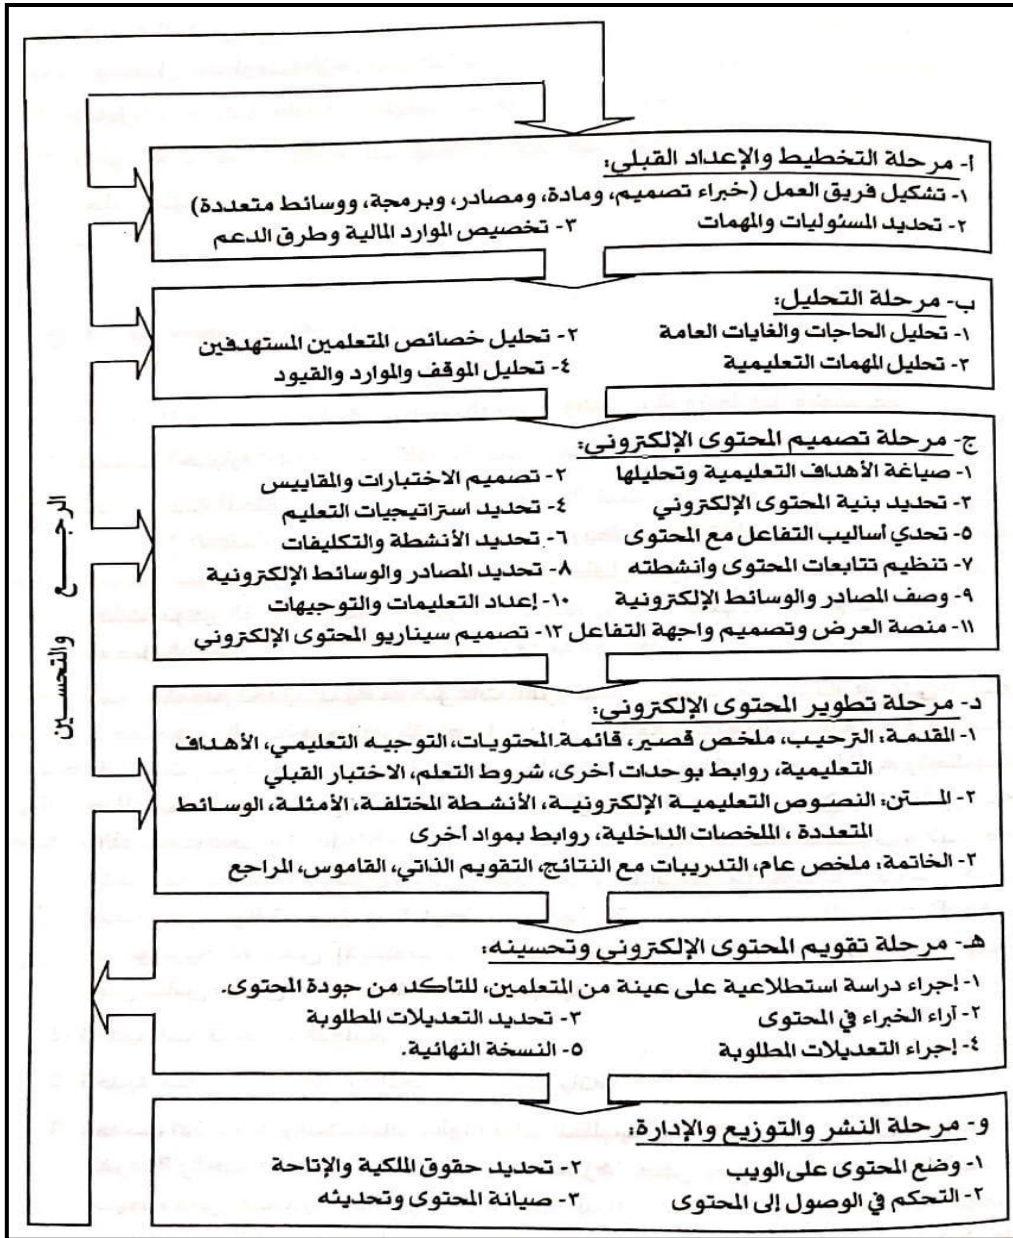 أ- مرحلة التخطيط والإعداد القبلي:
١- تشكيل فريق العمل (خبراء تصميم، ومادة، ومصادر، وبرمجة، ووسائط متعددة)
٢- تحديد المسئوليات والمهمات ٣- تخصيص الموارد المالية وطرق الدعم
ب- مرحلة التحليل:
١- تحليل الحاجات والغايات العامة ٢- تحليل خصائص المتعلمين المستهدفين
٣- تحليل المهمات التعليمية ٤- تحليل الموقف والموارد والقيود
ج- مرحلة تصميم المحتوى الإلكتروني:
١- صياغة الأهداف التعليمية وتحليلها ٢- تصميم الاختبارات والمقاييس
٣- تحديد بنية المحتوى الإلكتروني ٤- تحديد استراتيجيات التعليم
٥- تحدي أساليب التفاعل مع المحتوى ٦- تحديد الأنشطة والتكليفات
٧- تنظيم تتابعات المحتوى وانشطته ٨- تحديد المصادر والوسائط الإلكترونية
٩- وصف المصادر والوسائط الإلكترونية ١٠- إعداد التعليمات والتوجيهات
١١- منصة العرض وتصميم واجهة التفاعل ١٢- تصميم سيناريو المحتوى الإلكتروني
د- مرحلة تطوير المحتوى الإلكتروني:
١- المقدمة: الترحيب، ملخص قصير، قائمة المحتويات، التوجيه التعليمي، الأهداف
التعليمية، روابط بوحدات أخرى، شروط التعلم، الاختبار القبلي
٢- المــتن: النصوص التعليمية الإلكترونية، الأنشطة المختلفة، الأمثلة، الوسائط
المتعددة، الملخصات الداخلية، روابط بمواد أخرى
٣- الخاتمة: ملخص عام، التدريبات مع النتائج، التقويم الذاتي، القاموس، المراجع
هـ- مرحلة تقويم المحتوى الإلكتروني وتحسينه:
١- إجراء دراسة استطلاعية على عينة من المتعلمين، للتأكد من جودة المحتوى.
٢- آراء الخبراء في المحتوى ٣- تحديد التعديلات المطلوبة
٤- إجراء التعديلات المطلوبة ٥- النسخة النهائية.
و- مرحلة النشر والتوزيع والإدارة:
١- وضع المحتوى على الويب ٢- تحديد حقوق الملكية والإتاحة
٢- التحكم في الوصول إلى المحتوى ٣- صيانة المحتوى وتحديثه
الرجــــع والتحســين